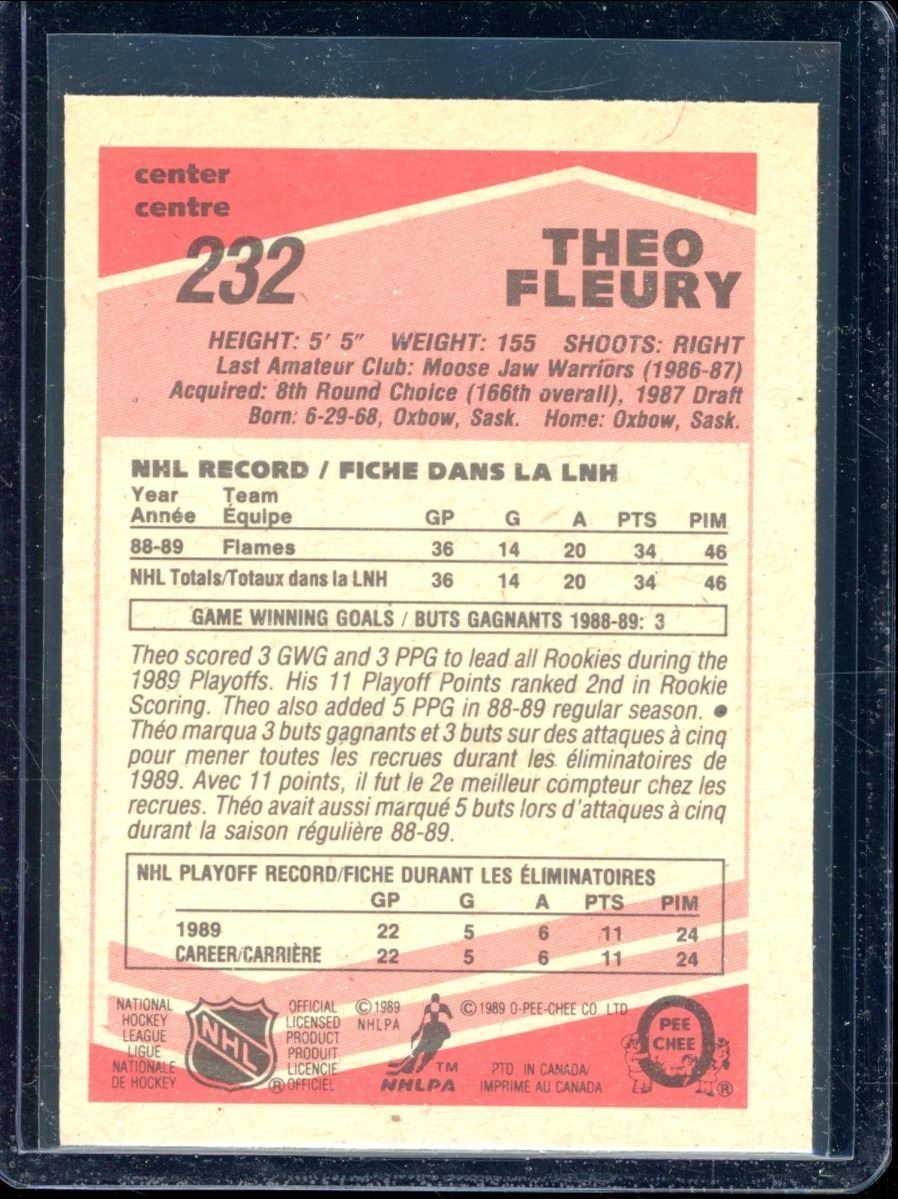 center
centre
232
THEO
FLEURY
HEIGHT: 5' 5" WEIGHT: 155 SHOOTS: RIGHT
Last Amateur Club: Moose Jaw Warriors (1986-87)
Acquired: 8th Round Choice (166th overall), 1987 Draft
Born: 6-29-68, Oxbow, Sask. Home: Oxbow, Sask.
NHL RECORD / FICHE DANS LA LNH
Year Team
Année Équipe GP G A PTS PIM
88-89 Flames 36 14 20 34 46
NHL Totals/Totaux dans la LNH 36 14 20 34 46
GAME WINNING GOALS / BUTS GAGNANTS 1988-89: 3
Theo scored 3 GWG and 3 PPG to lead all Rookies during the
1989 Playoffs. His 11 Playoff Points ranked 2nd in Rookie
Scoring. Theo also added 5 PPG in 88-89 regular season. •
Théo marqua 3 buts gagnants et 3 buts sur des attaques à cinq
pour mener toutes les recrues durant les éliminatoires de
1989. Avec 11 points, il fut le 2e meilleur compteur chez les
recrues. Théo avait aussi marqué 5 buts lors d'attaques à cinq
durant la saison régulière 88-89.
NHL PLAYOFF RECORD/FICHE DURANT LES ÉLIMINATOIRES
GP G A PTS PIM
1989 22 5 6 11 24
CAREER/CARRIÈRE 22 5 6 11 24
NATIONAL
HOCKEY
LEAGUE
LIGUE
NATIONALE
DE HOCKEY
NHL
OFFICIAL
LICENSED
PRODUCT
PRODUIT
LICENCIE
® OFFICIEL
© 1989
NHLPA
TM
NHLPA
© 1989 O-PEE-CHEE CO. LTD
PTD. IN CANADA/
IMPRIMÉ AU CANADA
PEE
CHEE
®